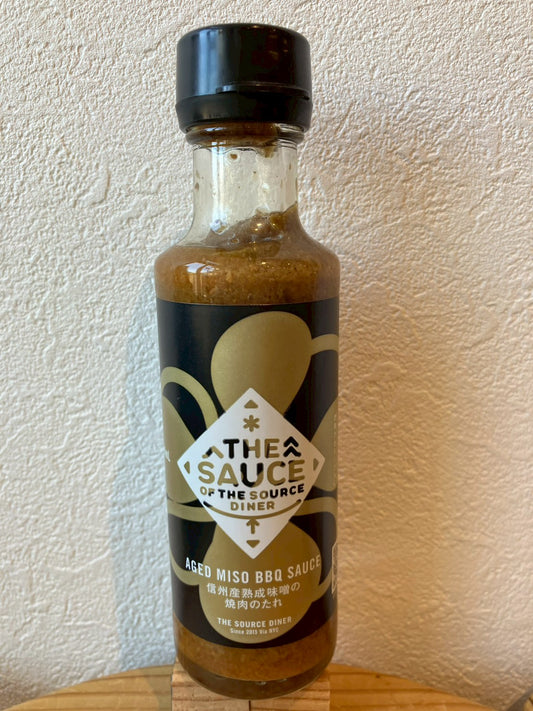 THE
SAUCE
OF THE SOURCE
DINER
AGED MISO BBQ SAUCE
信州産熟成味噌の
焼肉のたれ
THE SOURCE DINER
Since 2015 Via NYC